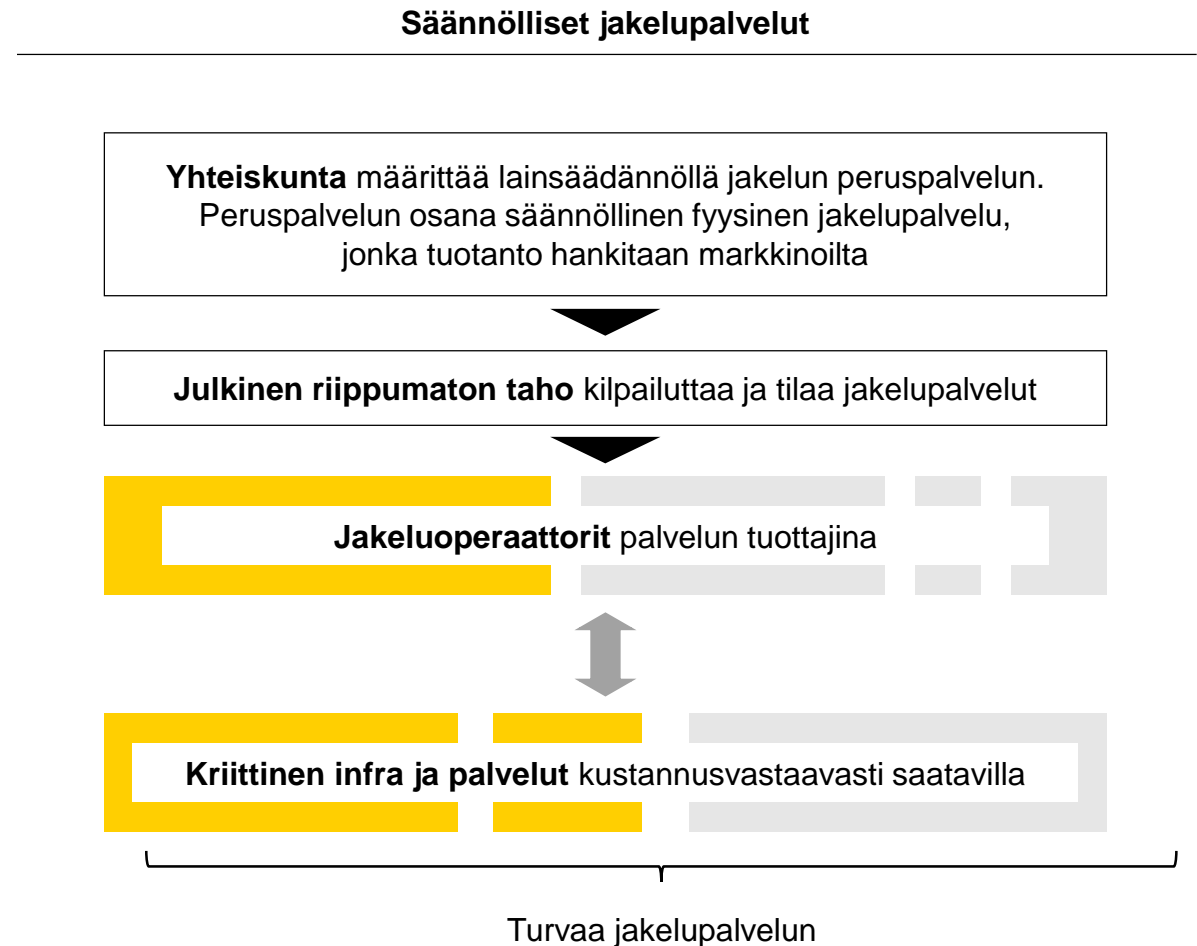 Säännölliset jakelupalvelut
Yhteiskunta määrittää lainsäädännöllä jakelun peruspalvelun.
Peruspalvelun osana säännöllinen fyysinen jakelupalvelu,
jonka tuotanto hankitaan markkinoilta
Julkinen riippumaton taho kilpailuttaa ja tilaa jakelupalvelut
Jakeluoperaattorit palvelun tuottajina
Kriittinen infra ja palvelut kustannusvastaavasti saatavilla
Turvaa jakelupalvelun